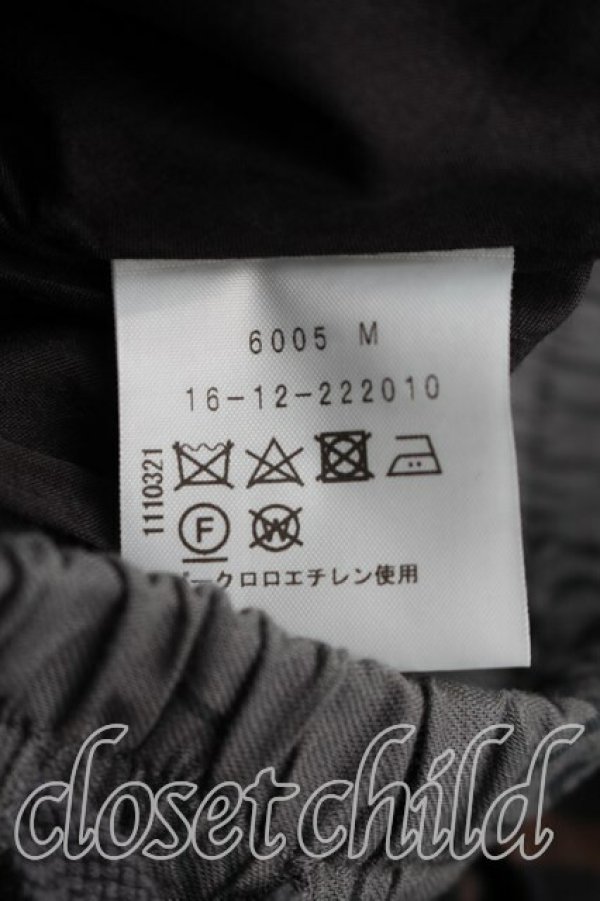 6005 M
16-12-222010
1110321
F
W
ークロロエチレン使用
closet child